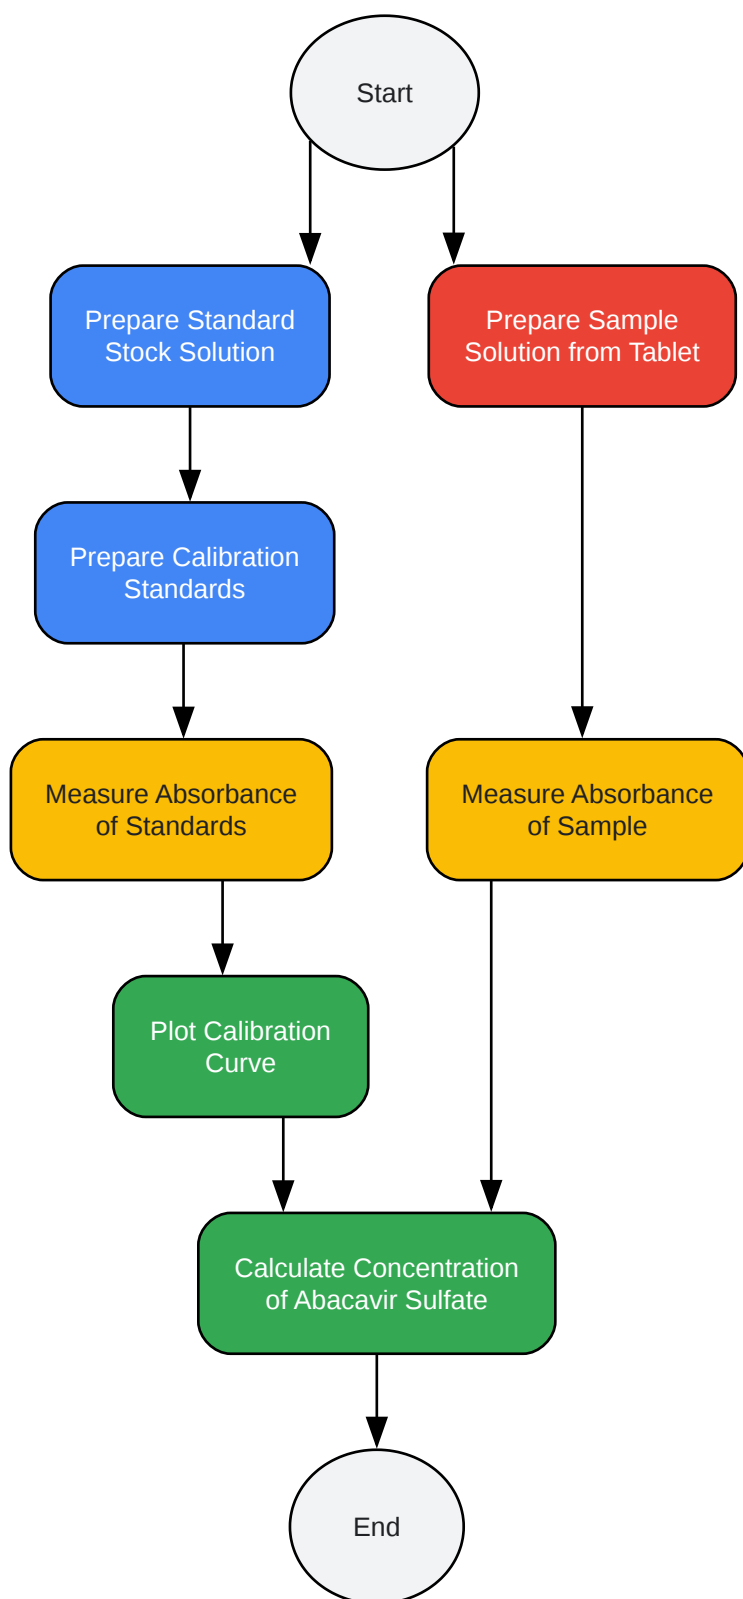 Start
Prepare Standard
Stock Solution
Prepare Sample
Solution from Tablet
Prepare Calibration
Standards
Measure Absorbance
of Standards
Measure Absorbance
of Sample
Plot Calibration
Curve
Calculate Concentration
of Abacavir Sulfate
End